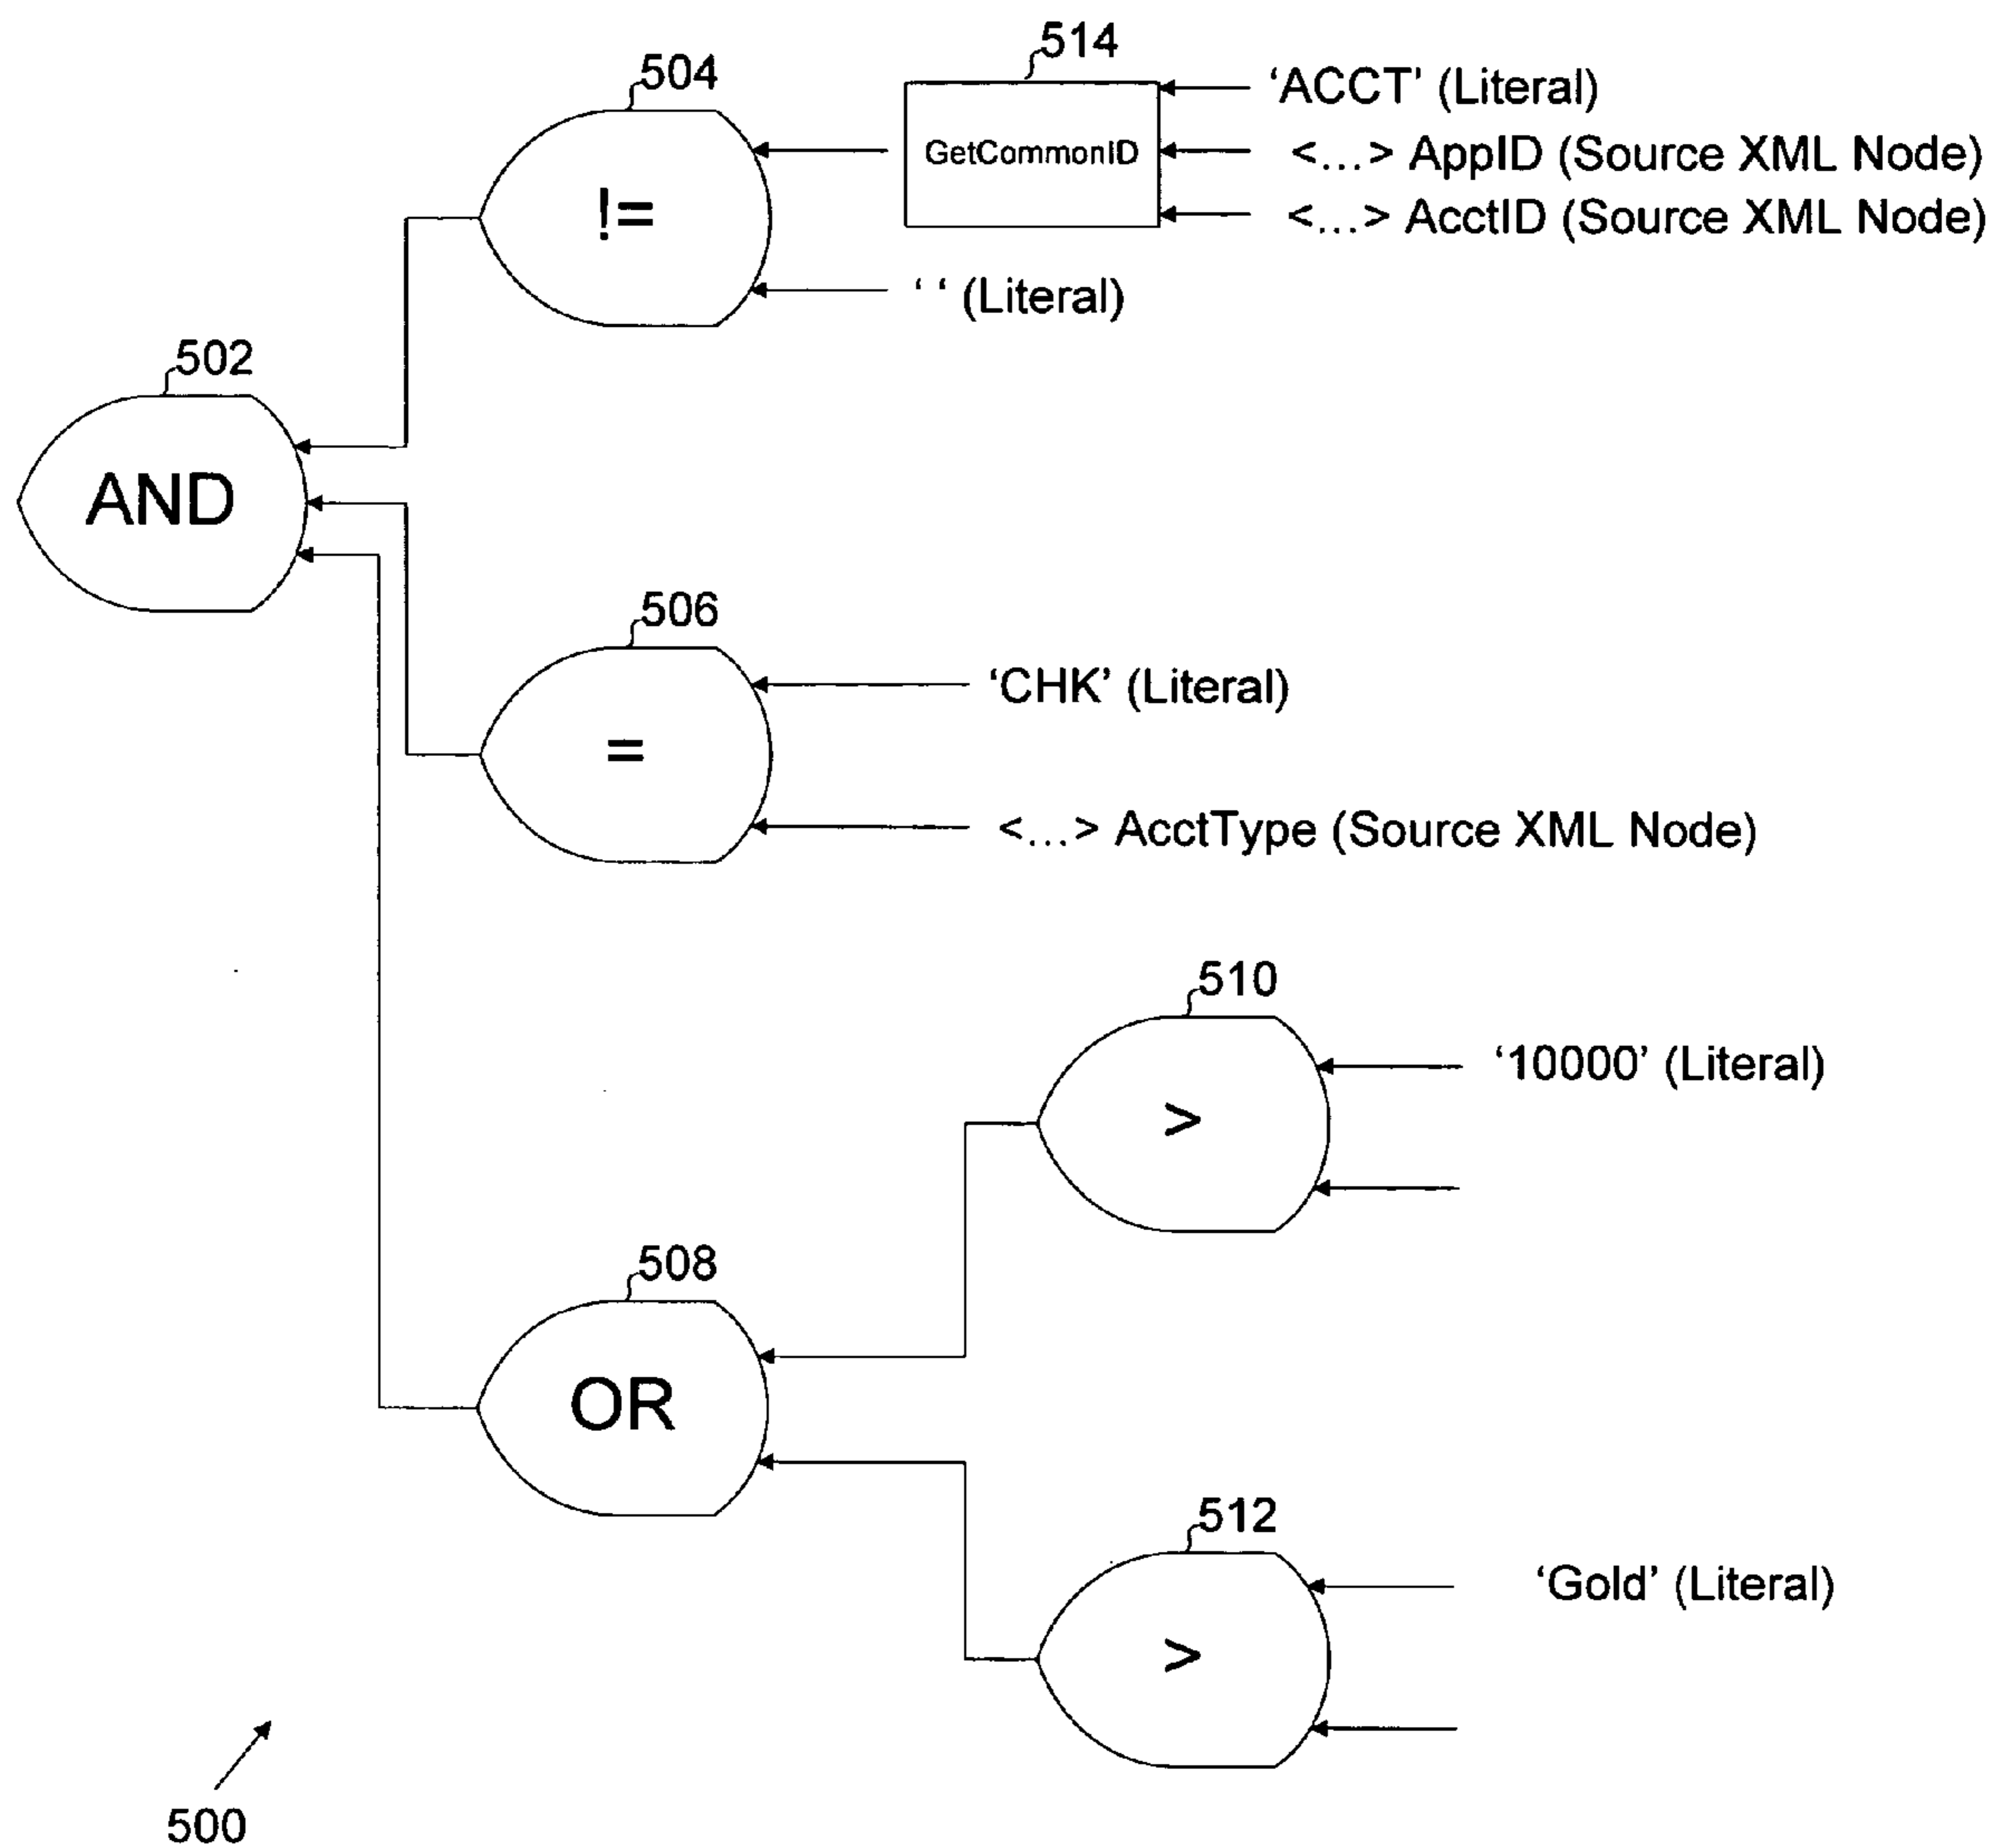 514
504
'ACCT' (Literal)
GetCommonID
<...> AppID (Source XML Node)
!=
<...> AcctID (Source XML Node)
' ' (Literal)
502
AND
506
'CHK' (Literal)
=
<...> AcctType (Source XML Node)
510
'10000' (Literal)
>
508
OR
512
'Gold' (Literal)
>
500